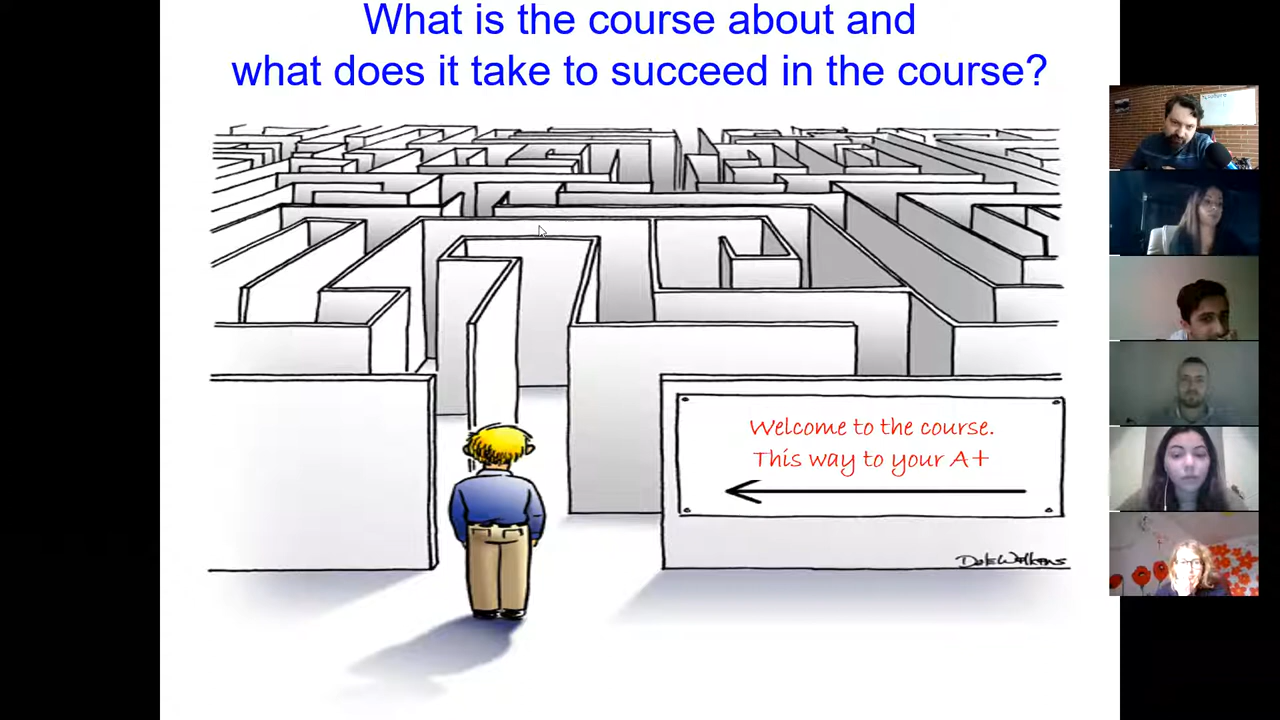 What is the course about and
what does it take to succeed in the course?
Welcome to the course.
This way to your A+